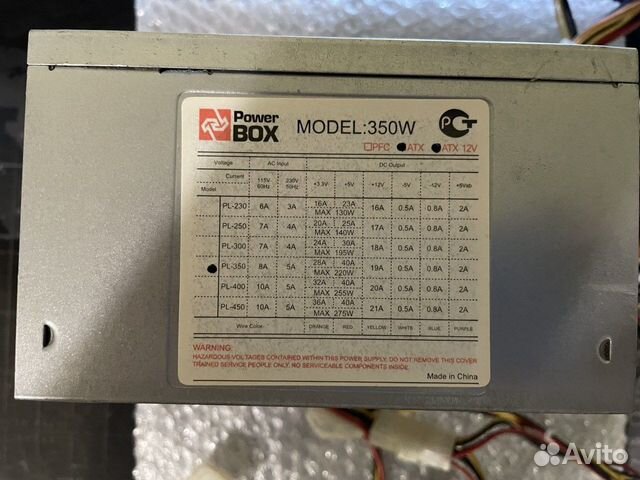 Power BOX
MODEL:350W
PCT
PFC ATX ATX 12V
Voltage AC Input DC Output
Current 115V 60Hz 230V 50Hz +3.3V +5V +12V -5V -12V +5Vsb
Model
PL-230 6A 3A 16A 23A 16A 0.5A 0.8A 2A
MAX 130W
PL-250 7A 4A 20A 25A 17A 0.5A 0.8A 2A
MAX 140W
PL-300 7A 4A 24A 30A 18A 0.5A 0.8A 2A
MAX 195W
PL-350 8A 5A 28A 40A 19A 0.5A 0.8A 2A
MAX 220W
PL-400 10A 5A 32A 40A 20A 0.5A 0.8A 2A
MAX 255W
PL-450 10A 5A 36A 40A 21A 0.5A 0.8A 2A
MAX 275W
Wire Color ORANGE RED YELLOW WHITE BLUE PURPLE
WARNING:
HAZARDOUS VOLTAGES CONTAINED WITHIN THIS POWER SUPPLY. DO NOT REMOVE THIS COVER
TRAINED SERVICE PEOPLE ONLY. NO SERVICEABLE COMPONENTS INSIDE.
Made in China
Avito